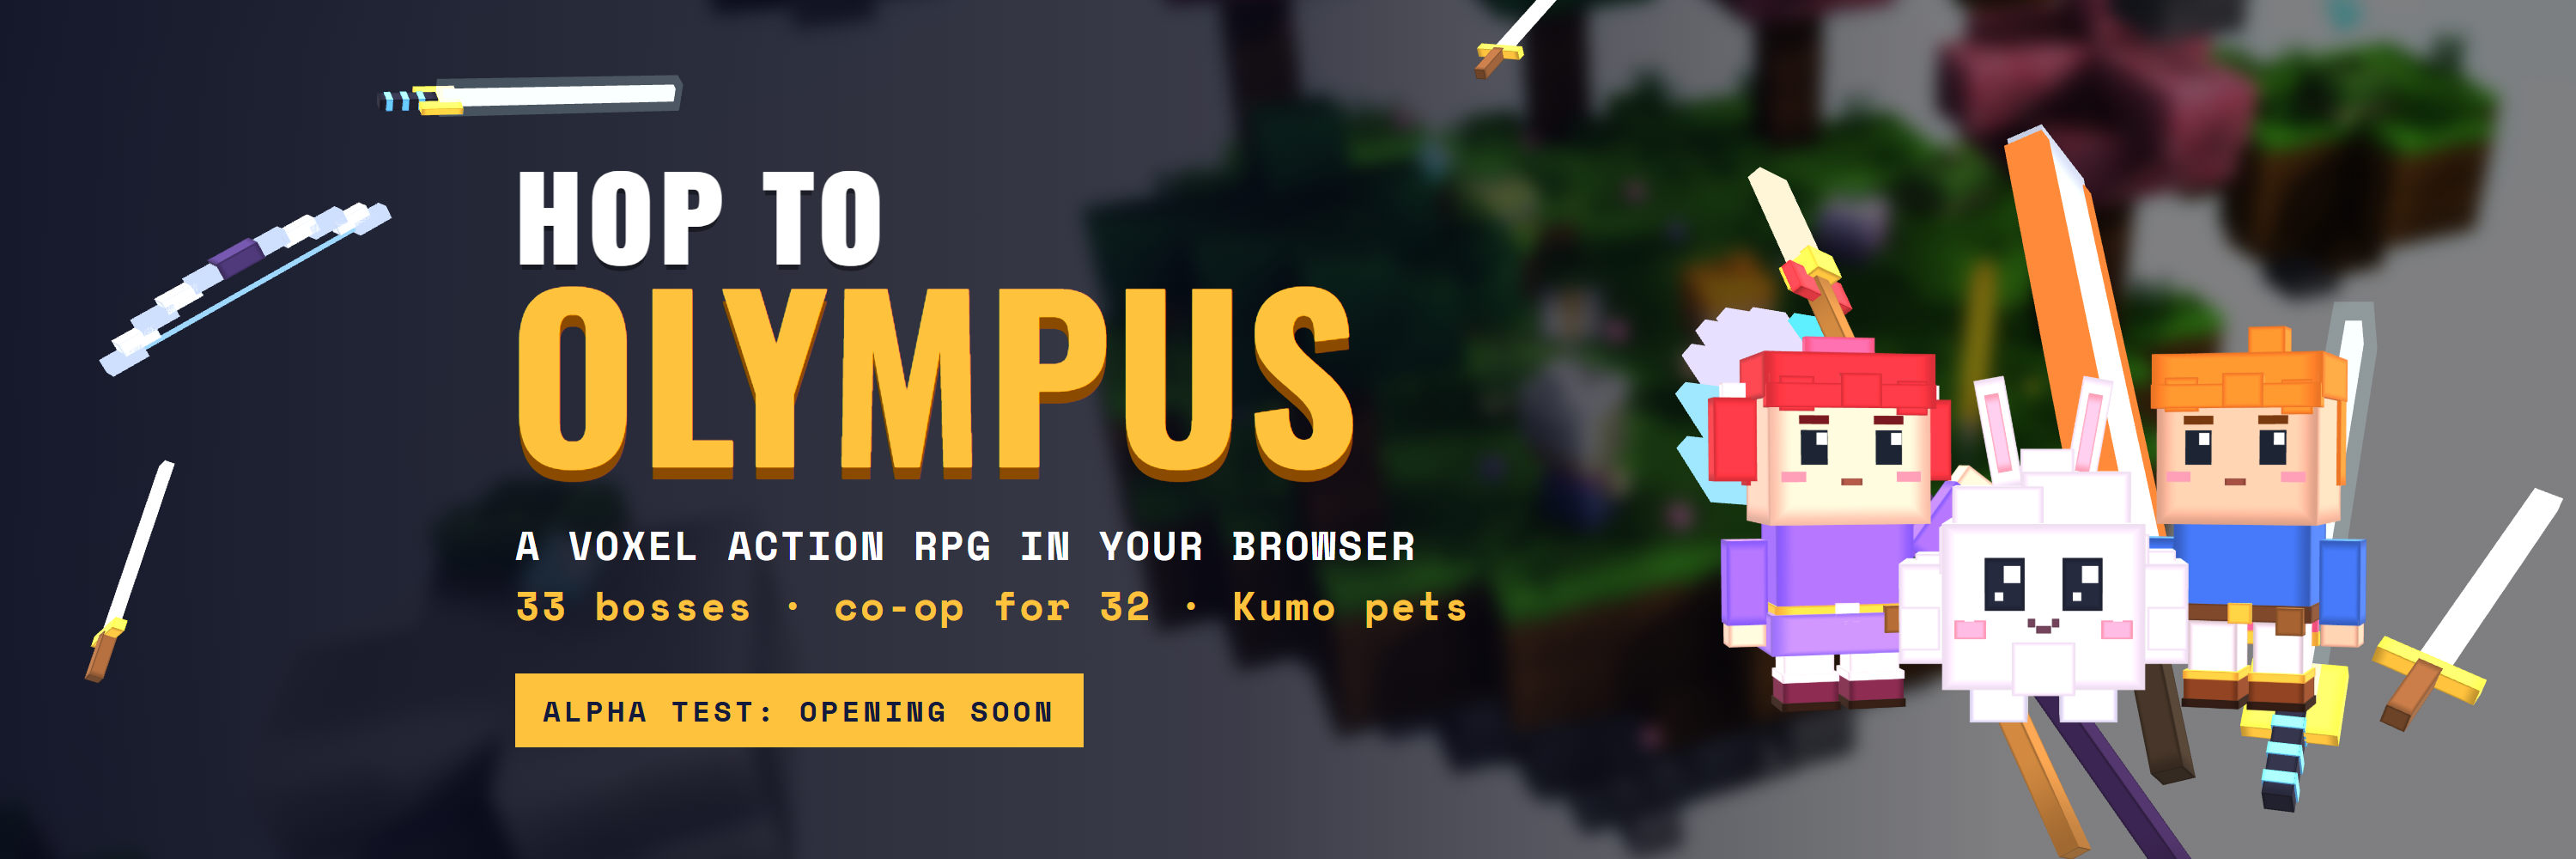 HOP TO
OLYMPUS
A VOXEL ACTION RPG IN YOUR BROWSER
33 bosses · co-op for 32 · Kumo pets
ALPHA TEST: OPENING SOON